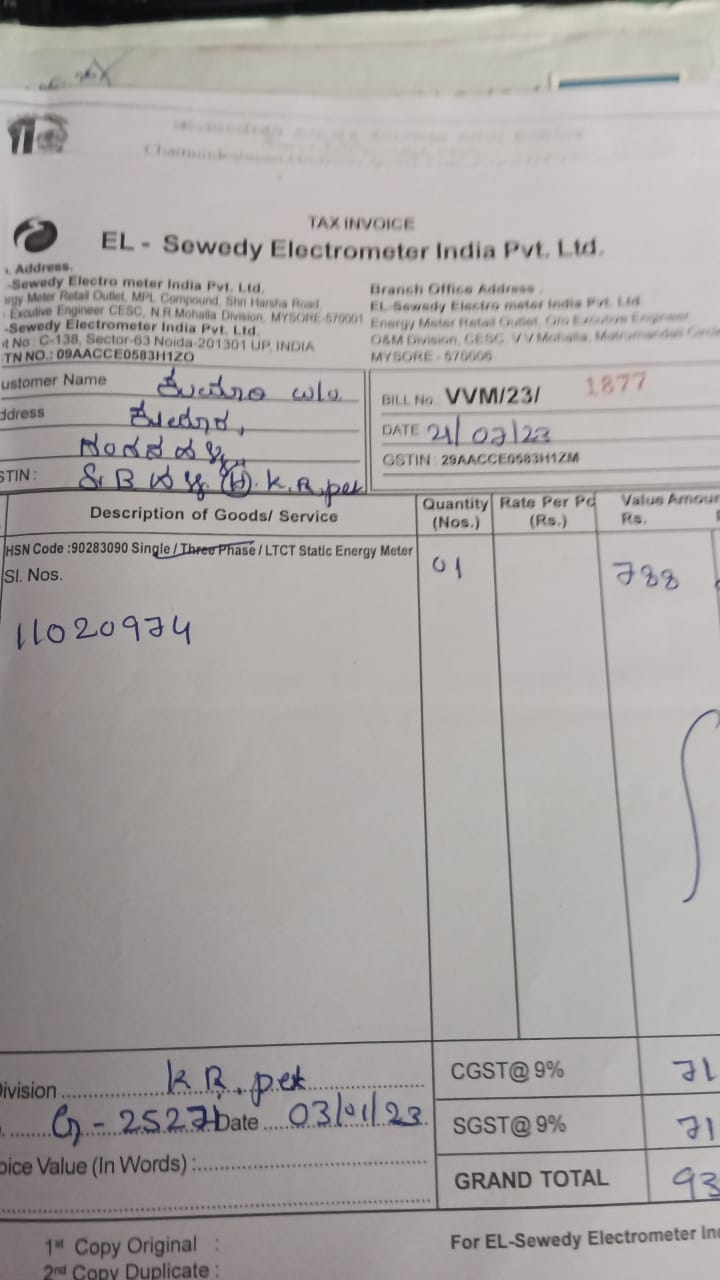 TAX INVOICE
EL - Sewedy Electrometer India Pvt. Ltd.
Address.
-Sewedy Electro meter India Pvt. Ltd.
Meter Retail Outlet, MPL Compound, Shri Harsha Road.
Excutive Engineer CESC, N.R.Mohalla Division, MYSORE-570001
-Sewedy Electrometer India Pvt. Ltd.
t No : C-138, Sector-63 Noida-201301 UP, INDIA
TN NO.: 09AACCE0583H1ZO
Branch Office Address
EL-Sewedy Electro meter India Pvt. Ltd.
Energy Meter Retail Outlet, C/o Excutive Engineer
O&M Division, CESC, V V Mohalla,
MYSORE - 570006
ustomer Name
ddress
STIN : K.R.pet
BILL No. VVM/23/ 1877
DATE 21/07/23
GSTIN : 29AACCE0583H1ZM
Description of Goods/ Service Quantity (Nos.) Rate Per Pc (Rs.) Value Amour Rs.
HSN Code :90283090 Single / Three Phase / LTCT Static Energy Meter 01 788
Sl. Nos.
11020974
ivision K.R.pet CGST@ 9% 71
Date 03/01/23 SGST@ 9% 71
oice Value (In Words) :
GRAND TOTAL 93
1st Copy Original :
2nd Copy Duplicate :
For EL-Sewedy Electrometer Ind